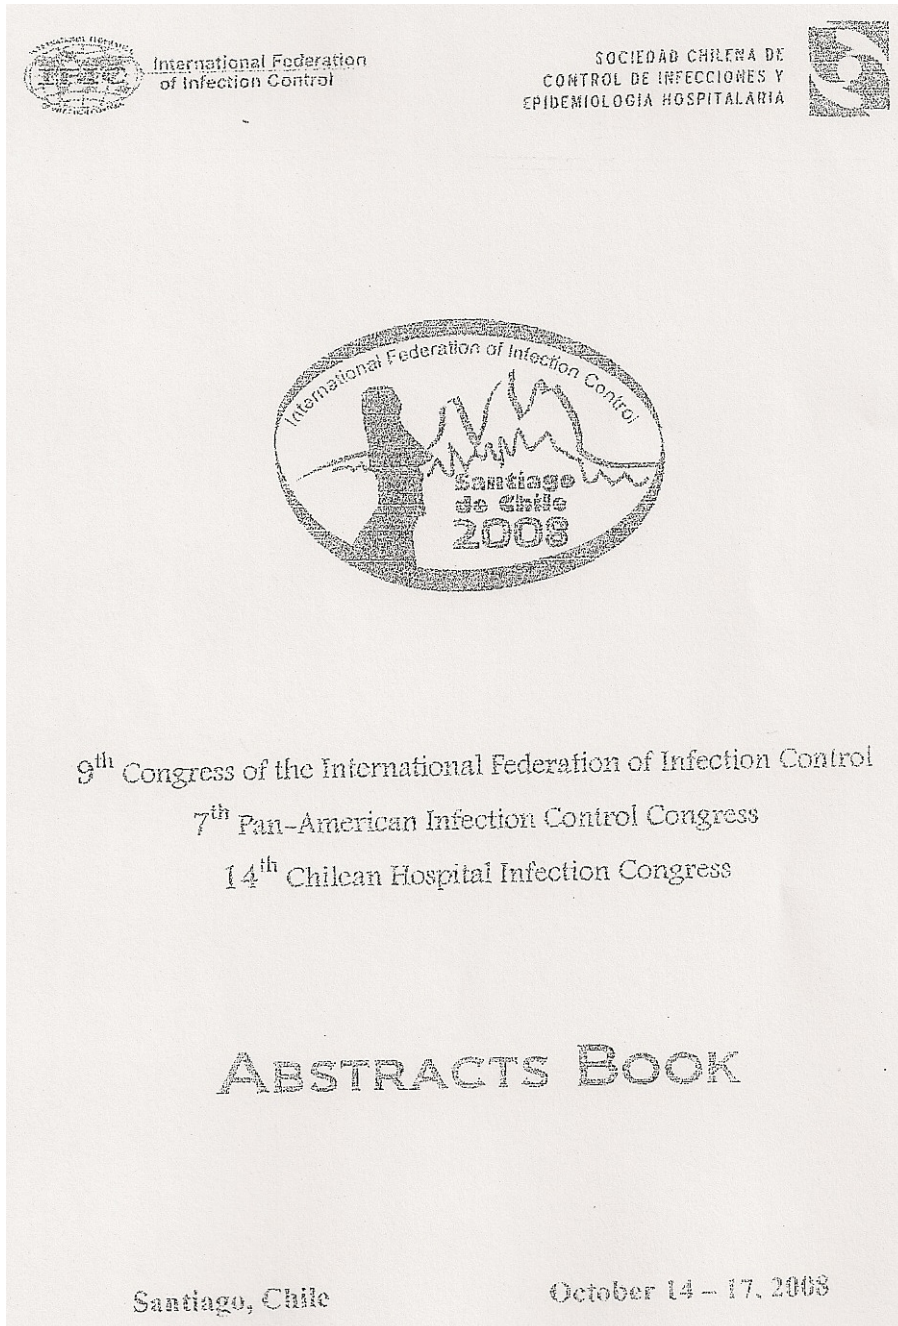 IFIC
International Federation
of Infection Control
SOCIEDAD CHILENA DE
CONTROL DE INFECCIONES Y
EPIDEMIOLOGIA HOSPITALARIA
International Federation of Infection Control
Santiago
de Chile
2008
9th Congress of the International Federation of Infection Control
7th Pan-American Infection Control Congress
14th Chilean Hospital Infection Congress
ABSTRACTS BOOK
Santiago, Chile
October 14 – 17, 2008